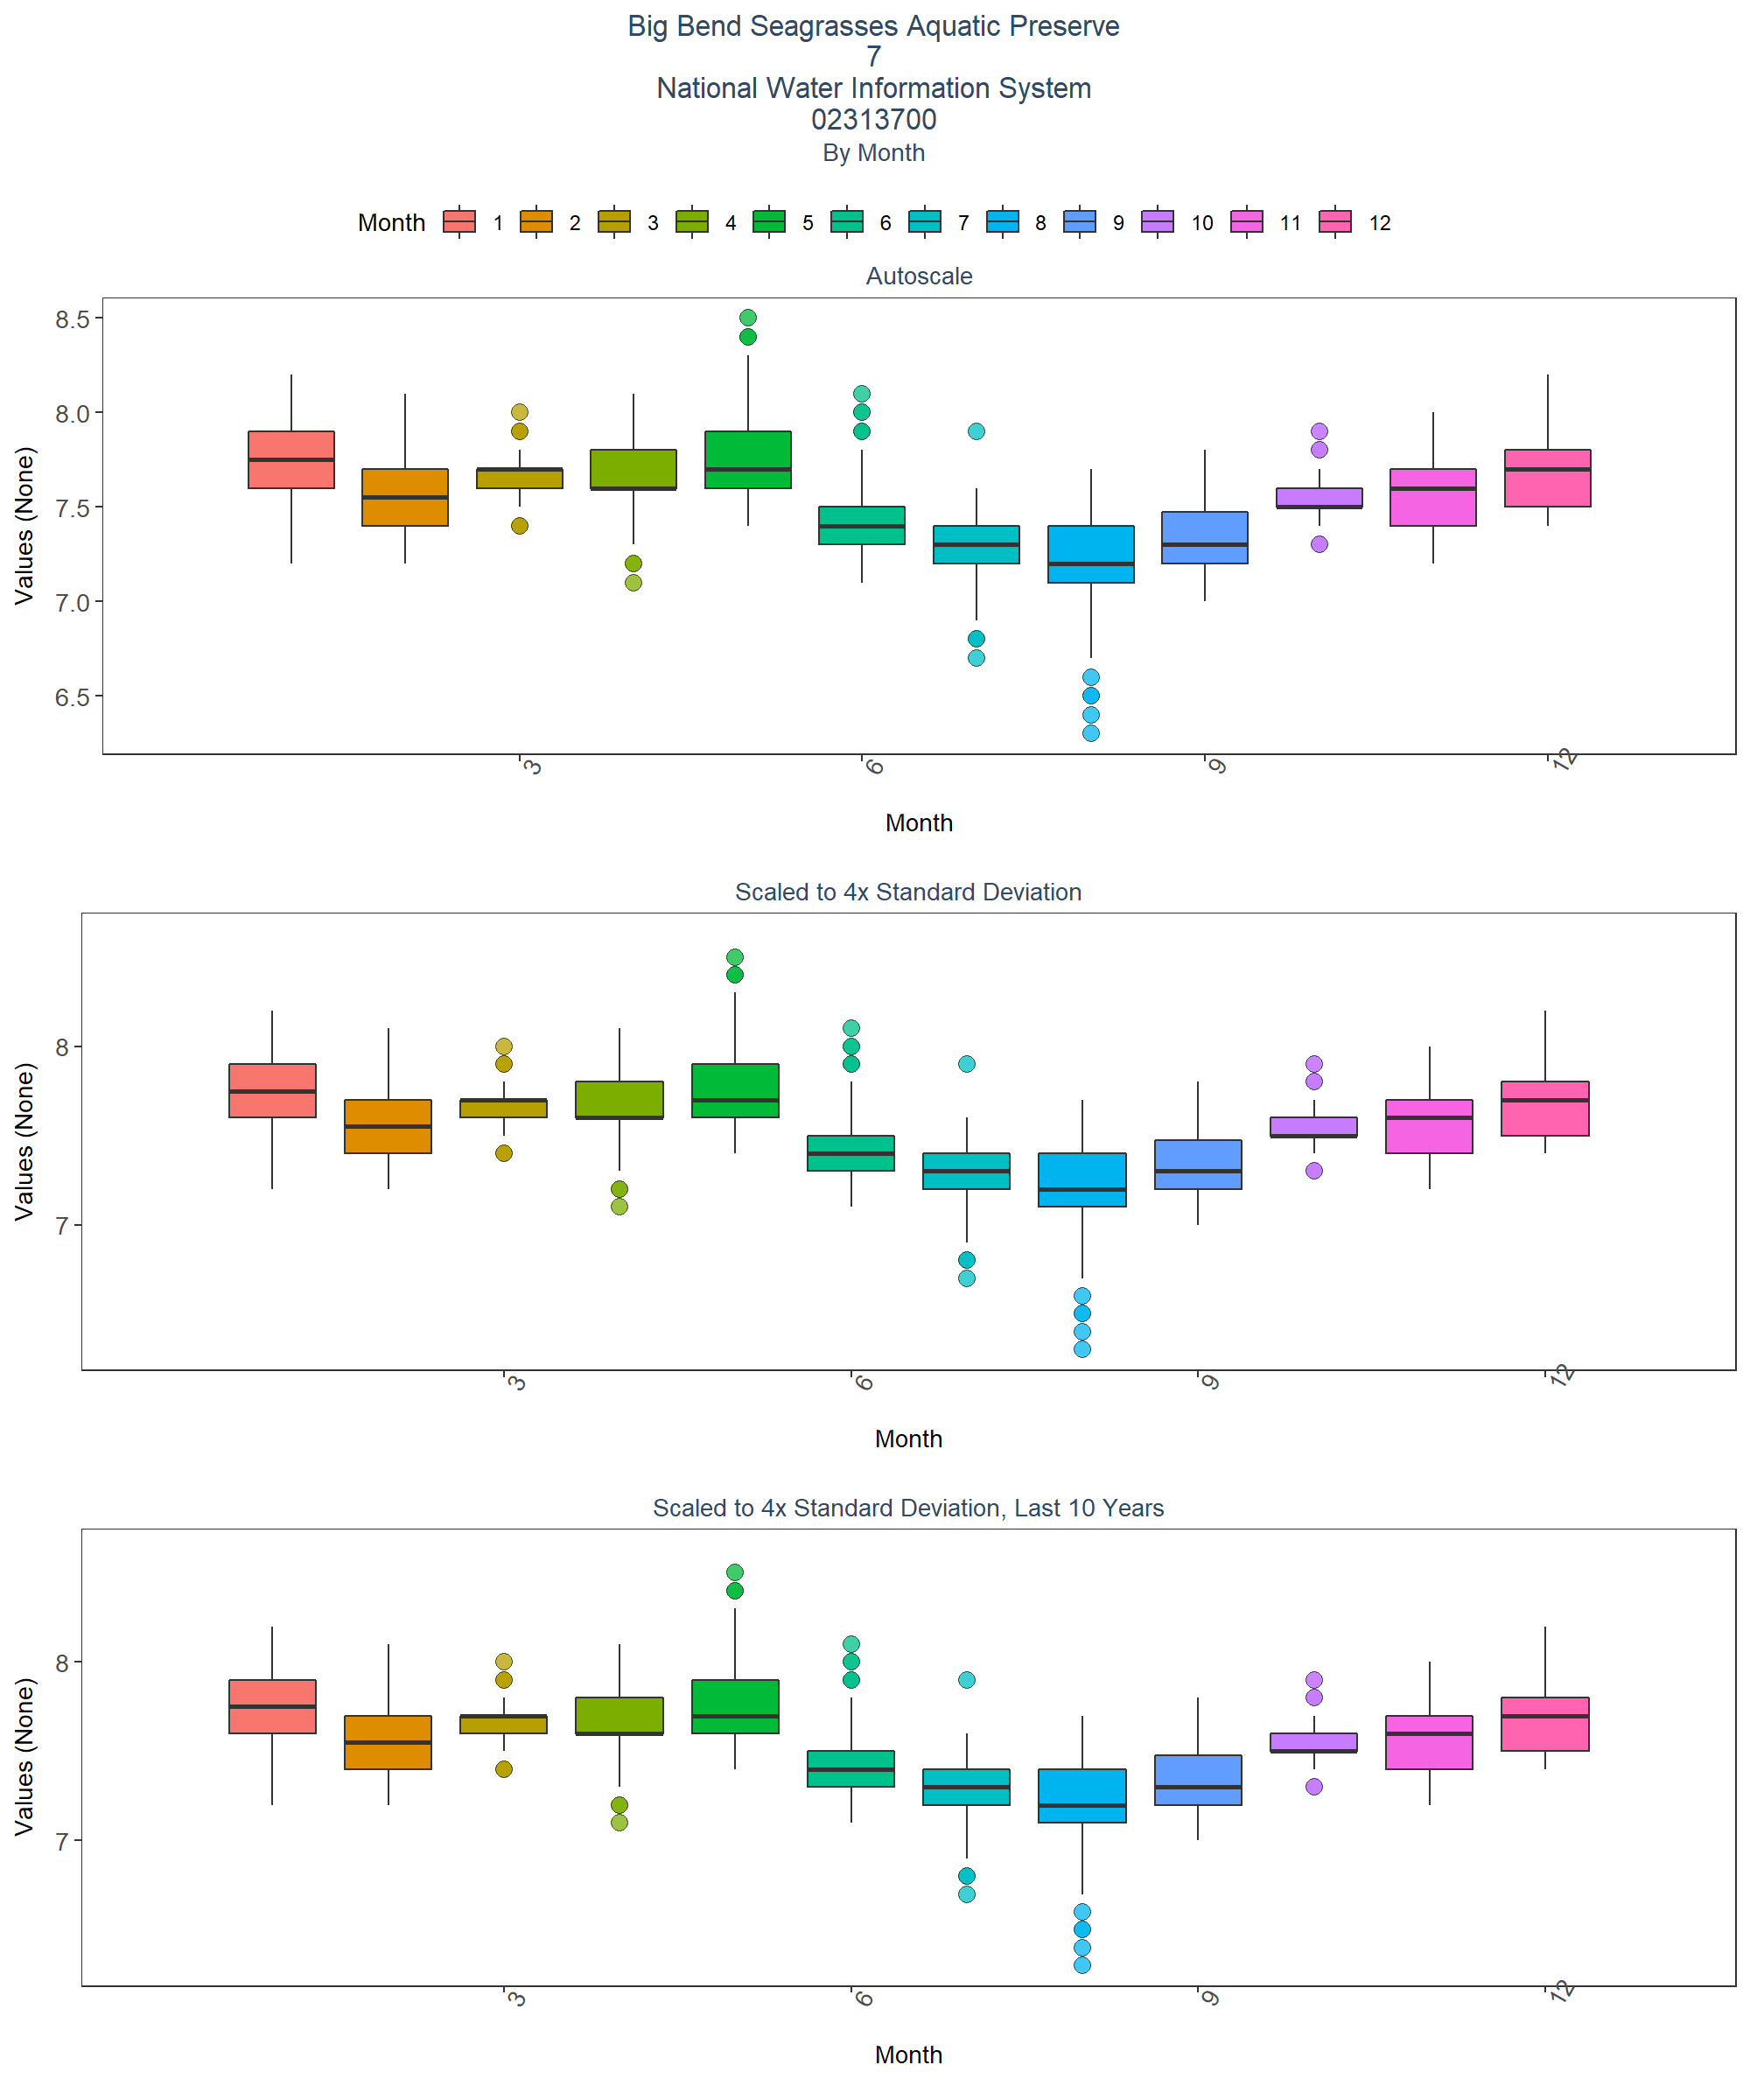 Big Bend Seagrasses Aquatic Preserve
7
National Water Information System
02313700
By Month
Month 1 2 3 4 5 6 7 8 9 10 11 12
Autoscale
Values (None)
8.5
8.0
7.5
7.0
6.5
3 6 9 12
Month
Scaled to 4x Standard Deviation
Values (None)
8
7
3 6 9 12
Month
Scaled to 4x Standard Deviation, Last 10 Years
Values (None)
8
7
3 6 9 12
Month